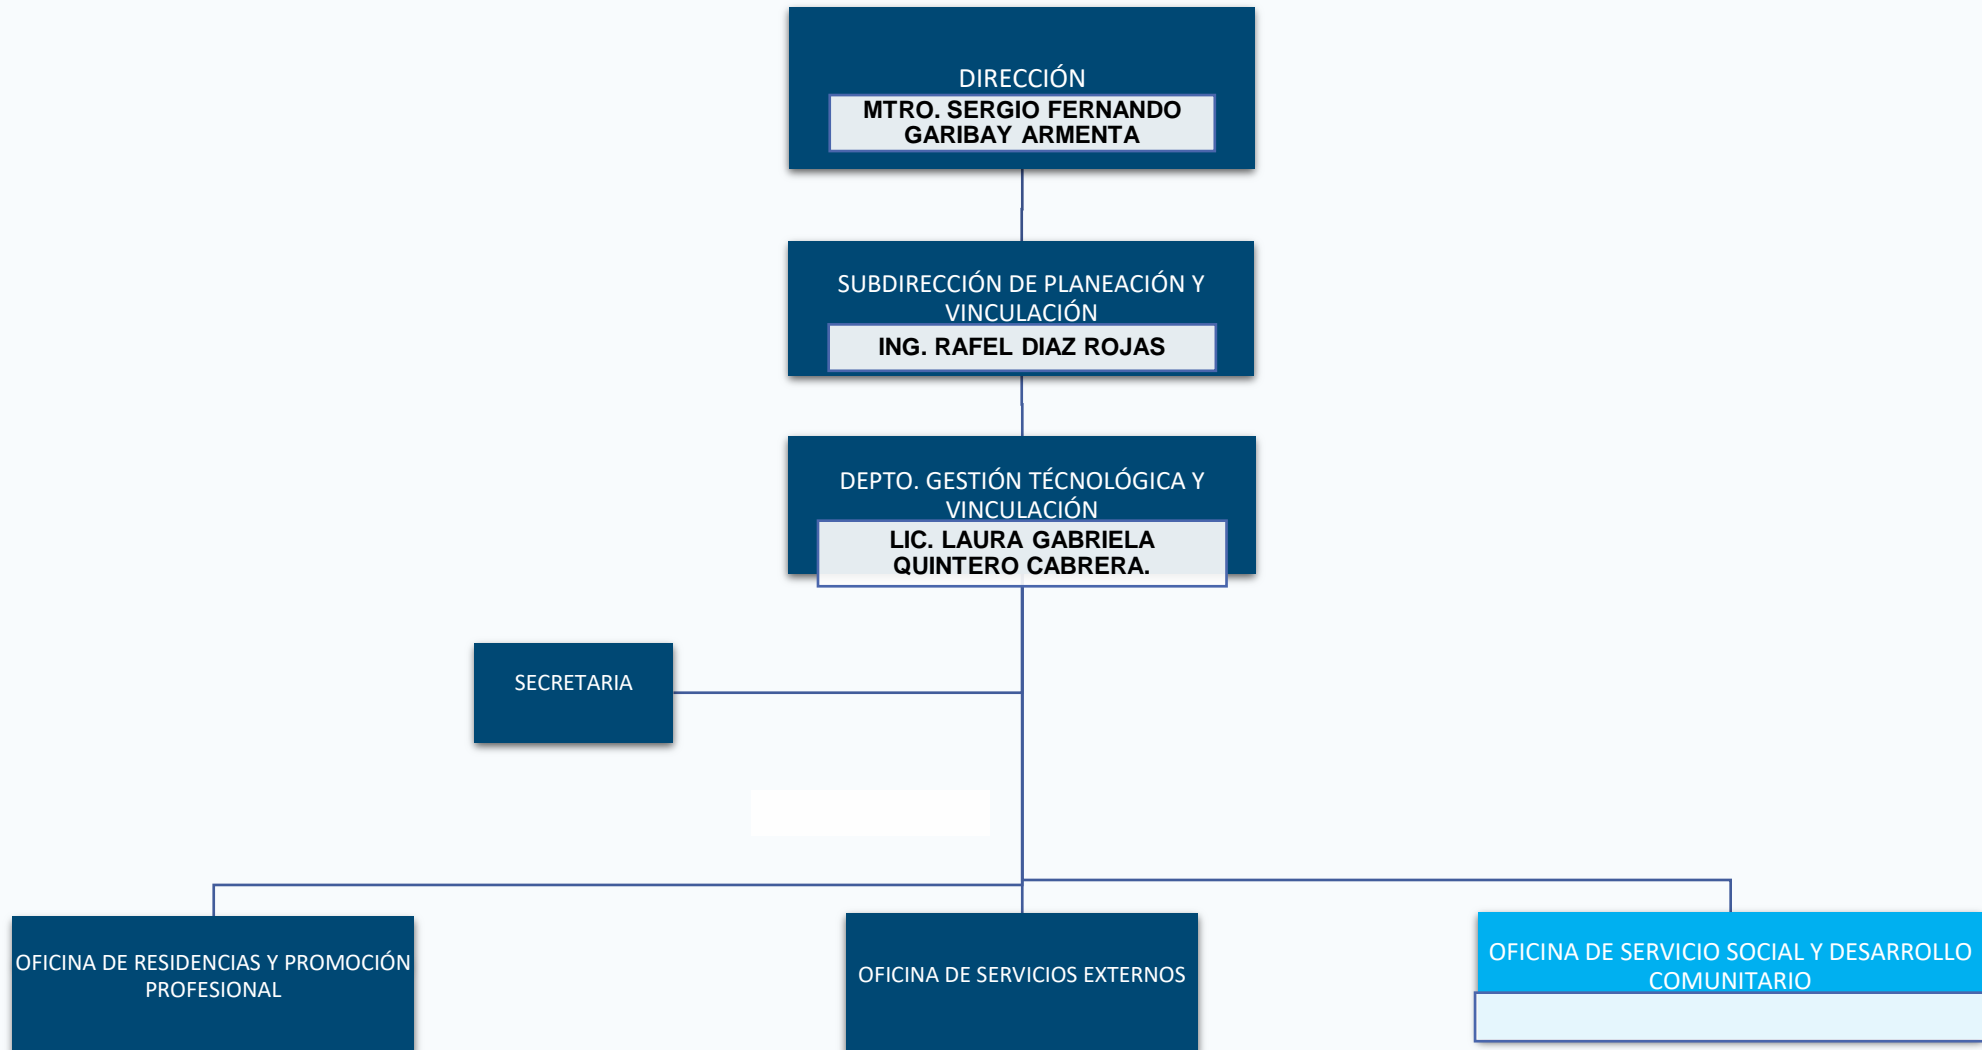 DIRECCIÓN
MTRO. SERGIO FERNANDO
GARIBAY ARMENTA
SUBDIRECCIÓN DE PLANEACIÓN Y
VINCULACIÓN
ING. RAFEL DIAZ ROJAS
DEPTO. GESTIÓN TÉCNOLÓGICA Y
VINCULACIÓN
LIC. LAURA GABRIELA
QUINTERO CABRERA.
SECRETARIA
OFICINA DE RESIDENCIAS Y PROMOCIÓN
PROFESIONAL
OFICINA DE SERVICIOS EXTERNOS
OFICINA DE SERVICIO SOCIAL Y DESARROLLO
COMUNITARIO